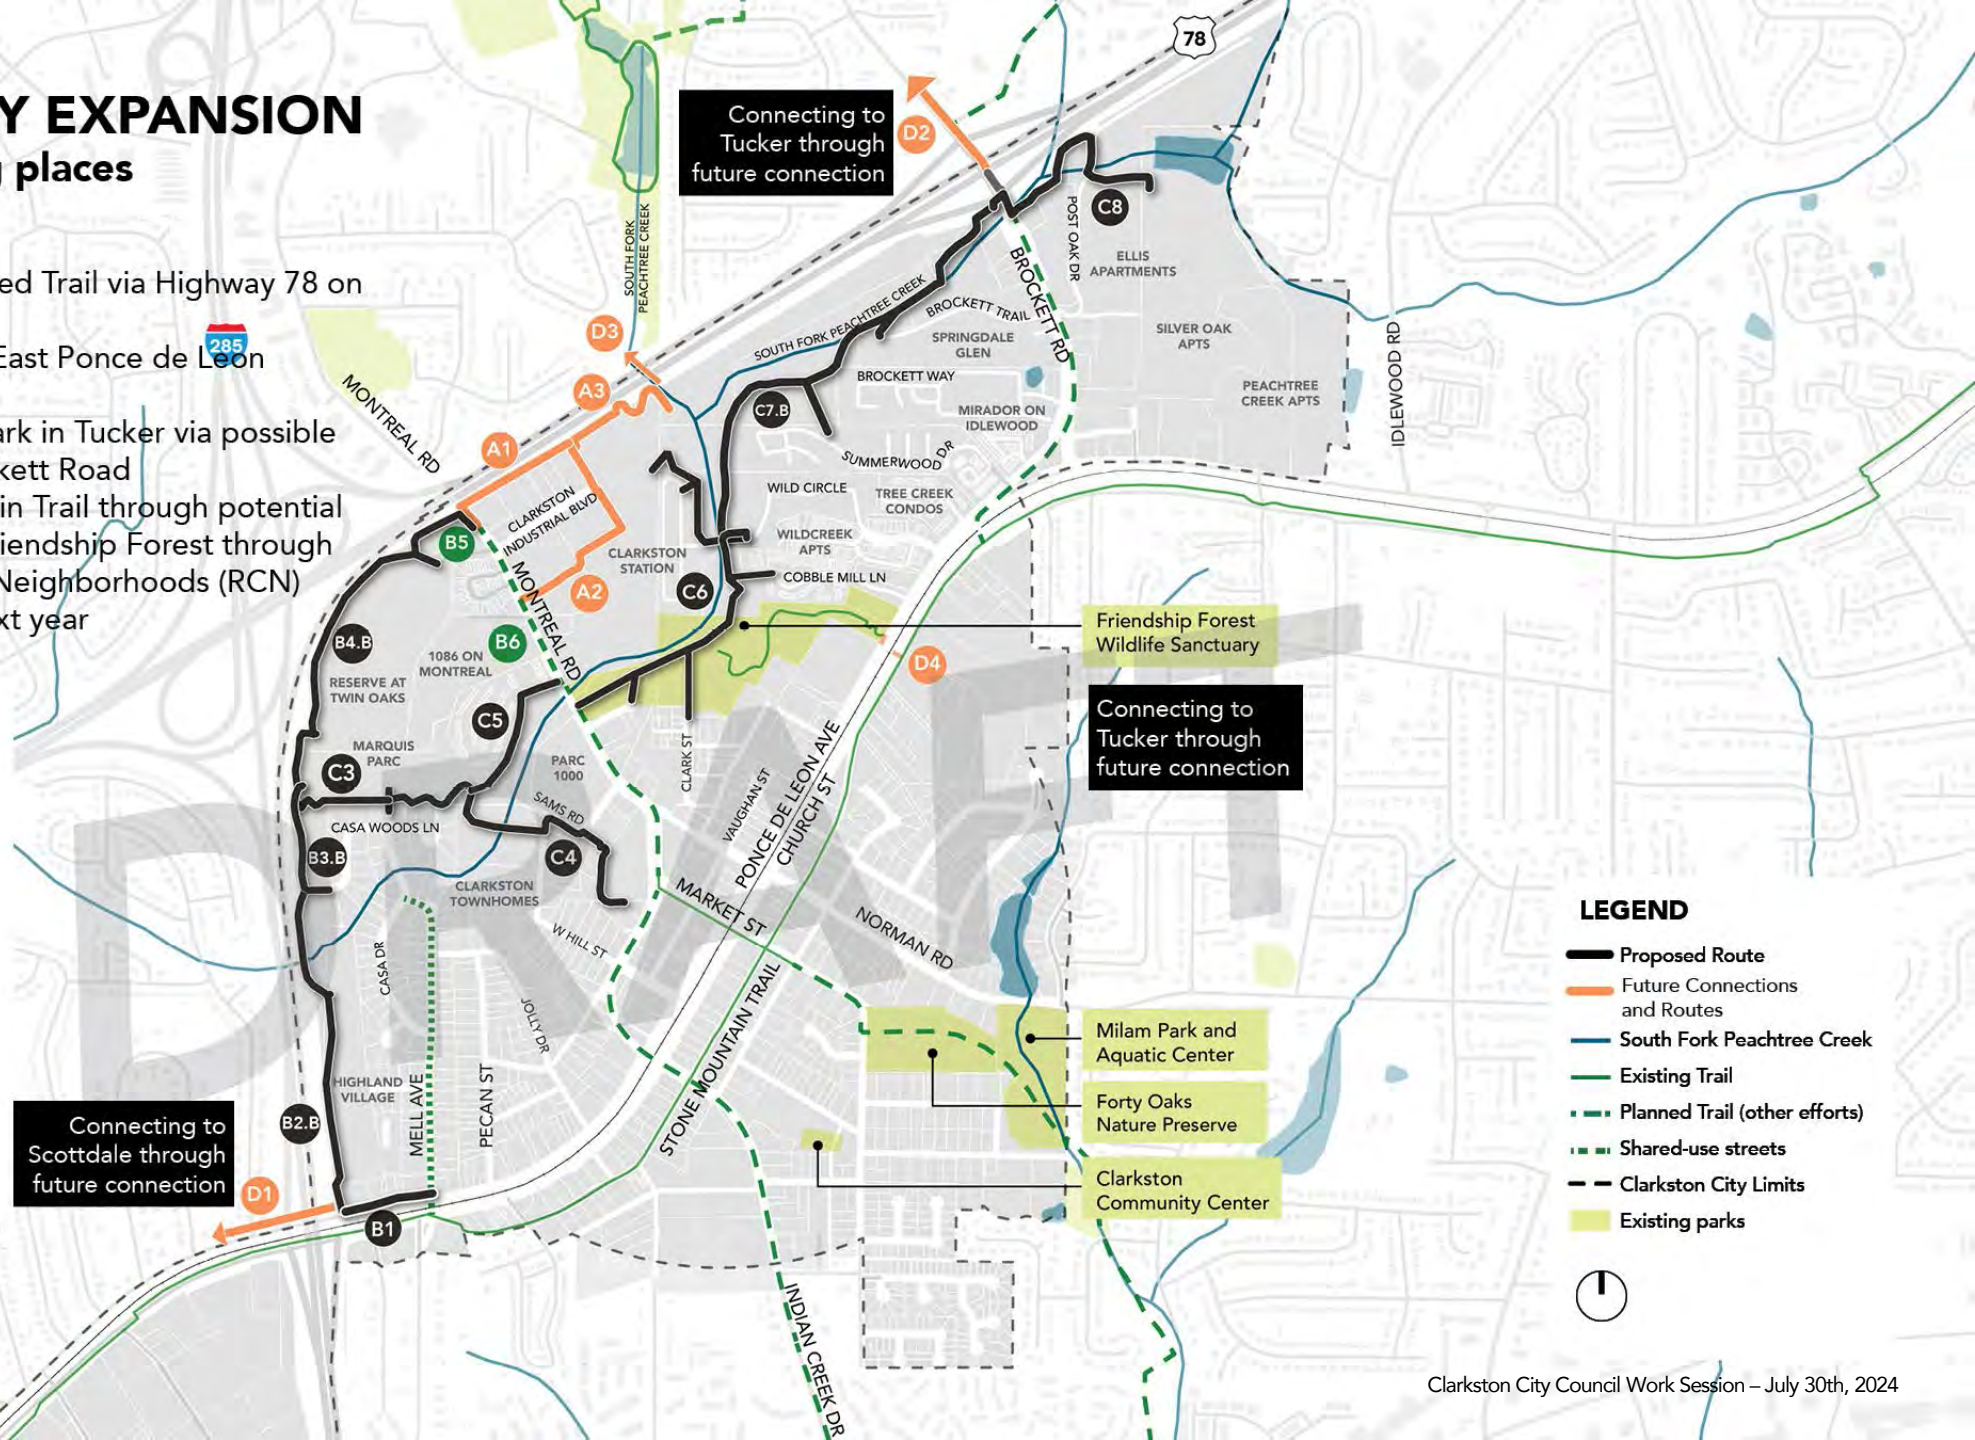 Y EXPANSION
g places
ed Trail via Highway 78 on
East Ponce de Leon
ark in Tucker via possible
kett Road
in Trail through potential
riendship Forest through
Neighborhoods (RCN)
xt year
285
78
Connecting to
Tucker through
future connection
D2
C8
POST OAK DR
ELLIS
APARTMENTS
SOUTH FORK
PEACHTREE CREEK
BROCKETT RD
SOUTH FORK PEACHTREE CREEK
BROCKETT TRAIL
SPRINGDALE
GLEN
SILVER OAK
APTS
IDLEWOOD RD
D3
A3
MONTREAL RD
BROCKETT WAY
PEACHTREE
CREEK APTS
C7.B
MIRADOR ON
IDLEWOOD
A1
SUMMERWOOD DR
WILD CIRCLE
TREE CREEK
CONDOS
CLARKSTON
INDUSTRIAL BLVD
B5
WILDCREEK
APTS
CLARKSTON
STATION
COBBLE MILL LN
A2
C6
MONTREAL RD
Friendship Forest
Wildlife Sanctuary
B4.B
B6
1086 ON
MONTREAL
D4
RESERVE AT
TWIN OAKS
Connecting to
Tucker through
future connection
C5
MARQUIS
PARC
C3
PARC
1000
CLARK ST
VAUGHAN ST
PONCE DE LEON AVE
CHURCH ST
SAMS RD
CASA WOODS LN
B3.B
C4
CLARKSTON
TOWNHOMES
MARKET ST
NORMAN RD
W HILL ST
CASA DR
JOLLY DR
STONE MOUNTAIN TRAIL
DRAFT
Milam Park and
Aquatic Center
HIGHLAND
VILLAGE
MELL AVE
PECAN ST
Forty Oaks
Nature Preserve
B2.B
Connecting to
Scottdale through
future connection
Clarkston
Community Center
D1
B1
INDIAN CREEK DR
LEGEND
Proposed Route
Future Connections
and Routes
South Fork Peachtree Creek
Existing Trail
Planned Trail (other efforts)
Shared-use streets
Clarkston City Limits
Existing parks
Clarkston City Council Work Session – July 30th, 2024